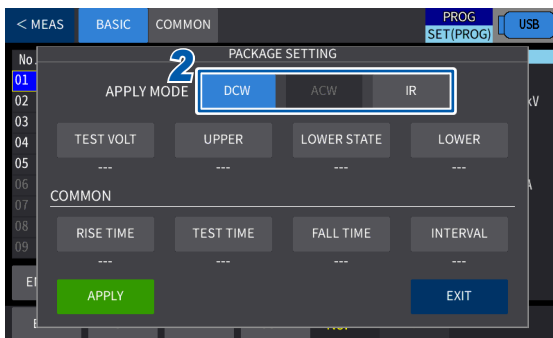 < MEAS BASIC COMMON PROG SET(PROG) USB
No. PACKAGE SETTING
2
01 APPLY MODE DCW ACW IR
02 kV
03
04 TEST VOLT UPPER LOWER STATE LOWER
05 --- --- --- ---
06 A
07 COMMON
08 RISE TIME TEST TIME FALL TIME INTERVAL
09
--- --- --- ---
APPLY EXIT